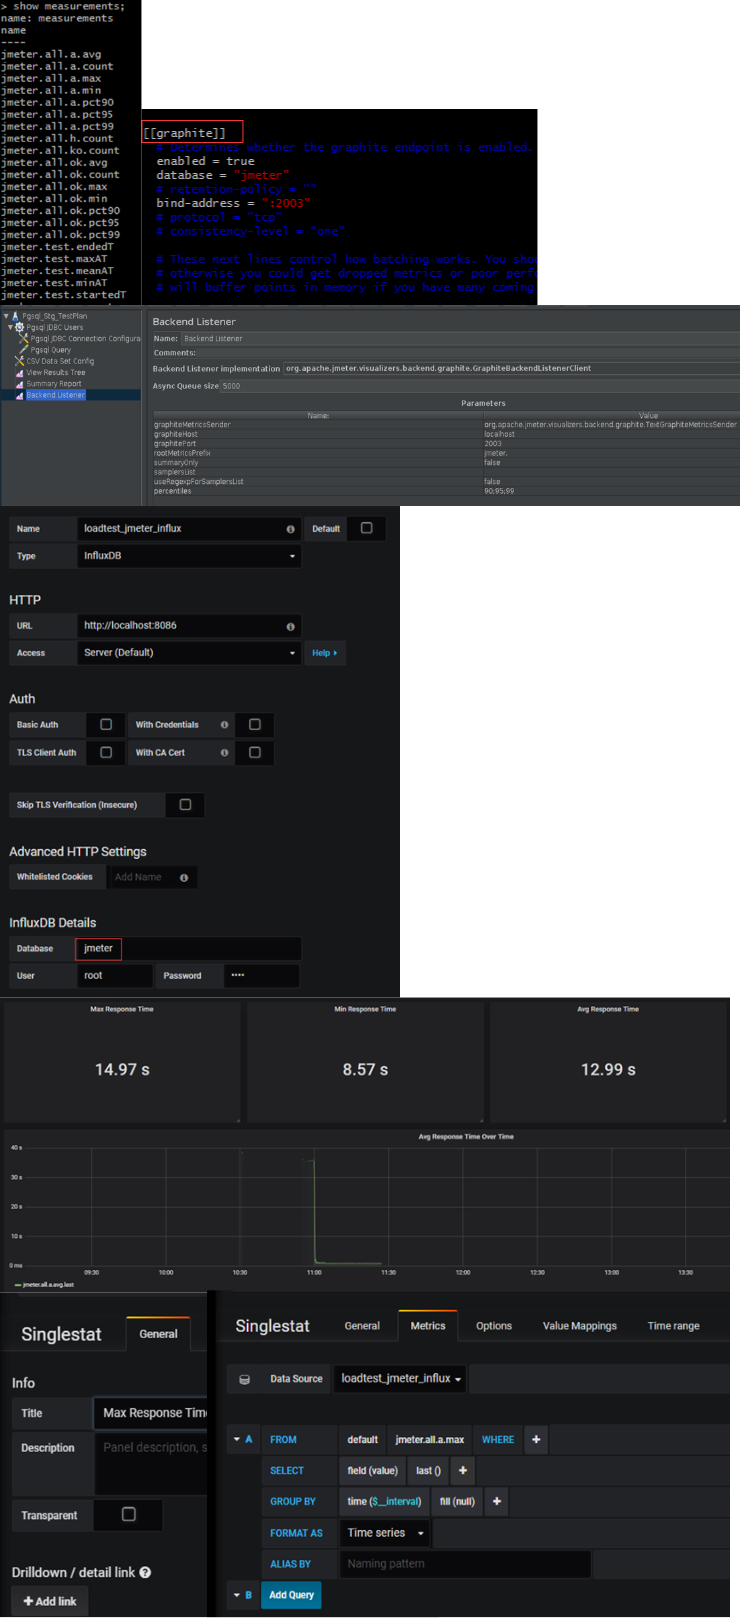 > show measurements;
name: measurements
name
----
jmeter.all.a.avg
jmeter.all.a.count
jmeter.all.a.max
jmeter.all.a.min
jmeter.all.a.pct90
jmeter.all.a.pct95
jmeter.all.a.pct99
jmeter.all.h.count
jmeter.all.ko.count
jmeter.all.ok.avg
jmeter.all.ok.count
jmeter.all.ok.max
jmeter.all.ok.min
jmeter.all.ok.pct90
jmeter.all.ok.pct95
jmeter.all.ok.pct99
jmeter.test.endedT
jmeter.test.maxAT
jmeter.test.meanAT
jmeter.test.minAT
jmeter.test.startedT
[[graphite]]
# Determines whether the graphite endpoint is enabled.
enabled = true
database = "jmeter"
# retention-policy = ""
bind-address = ":2003"
# protocol = "tcp"
# consistency-level = "one"
# These next lines control how batching works. You shou
# otherwise you could get dropped metrics or poor perf
# will buffer points in memory if you have many coming
Pgsql_Stg_TestPlan
Pgsql JDBC Users
Pgsql JDBC Connection Configura
Pgsql Query
CSV Data Set Config
View Results Tree
Summary Report
Backend Listener
Backend Listener
Name: Backend Listener
Comments:
Backend Listener implementation org.apache.jmeter.visualizers.backend.graphite.GraphiteBackendListenerClient
Async Queue size 5000
Parameters
Name: Value
graphiteMetricsSender org.apache.jmeter.visualizers.backend.graphite.TextGraphiteMetricsSender
graphiteHost localhost
graphitePort 2003
rootMetricsPrefix jmeter.
summaryOnly false
samplersList
useRegexpForSamplersList false
percentiles 90;95;99
Name loadtest_jmeter_influx Default
Type InfluxDB
HTTP
URL http://localhost:8086
Access Server (Default) Help
Auth
Basic Auth With Credentials
TLS Client Auth With CA Cert
Skip TLS Verification (Insecure)
Advanced HTTP Settings
Whitelisted Cookies Add Name
InfluxDB Details
Database jmeter
User root Password ••••
Max Response Time Min Response Time Avg Response Time
14.97 s 8.57 s 12.99 s
Avg Response Time Over Time
40 s
30 s
20 s
10 s
0 ms
09:30 10:00 10:30 11:00 11:30 12:00 12:30 13:00 13:30
jmeter.all.a.avg.last
Singlestat General
Info
Title Max Response Tim
Description Panel description, s
Transparent
Drilldown / detail link
+ Add link
Singlestat General Metrics Options Value Mappings Time range
Data Source loadtest_jmeter_influx
A FROM default jmeter.all.a.max WHERE +
SELECT field (value) last () +
GROUP BY time ($__interval) fill (null) +
FORMAT AS Time series
ALIAS BY Naming pattern
B Add Query